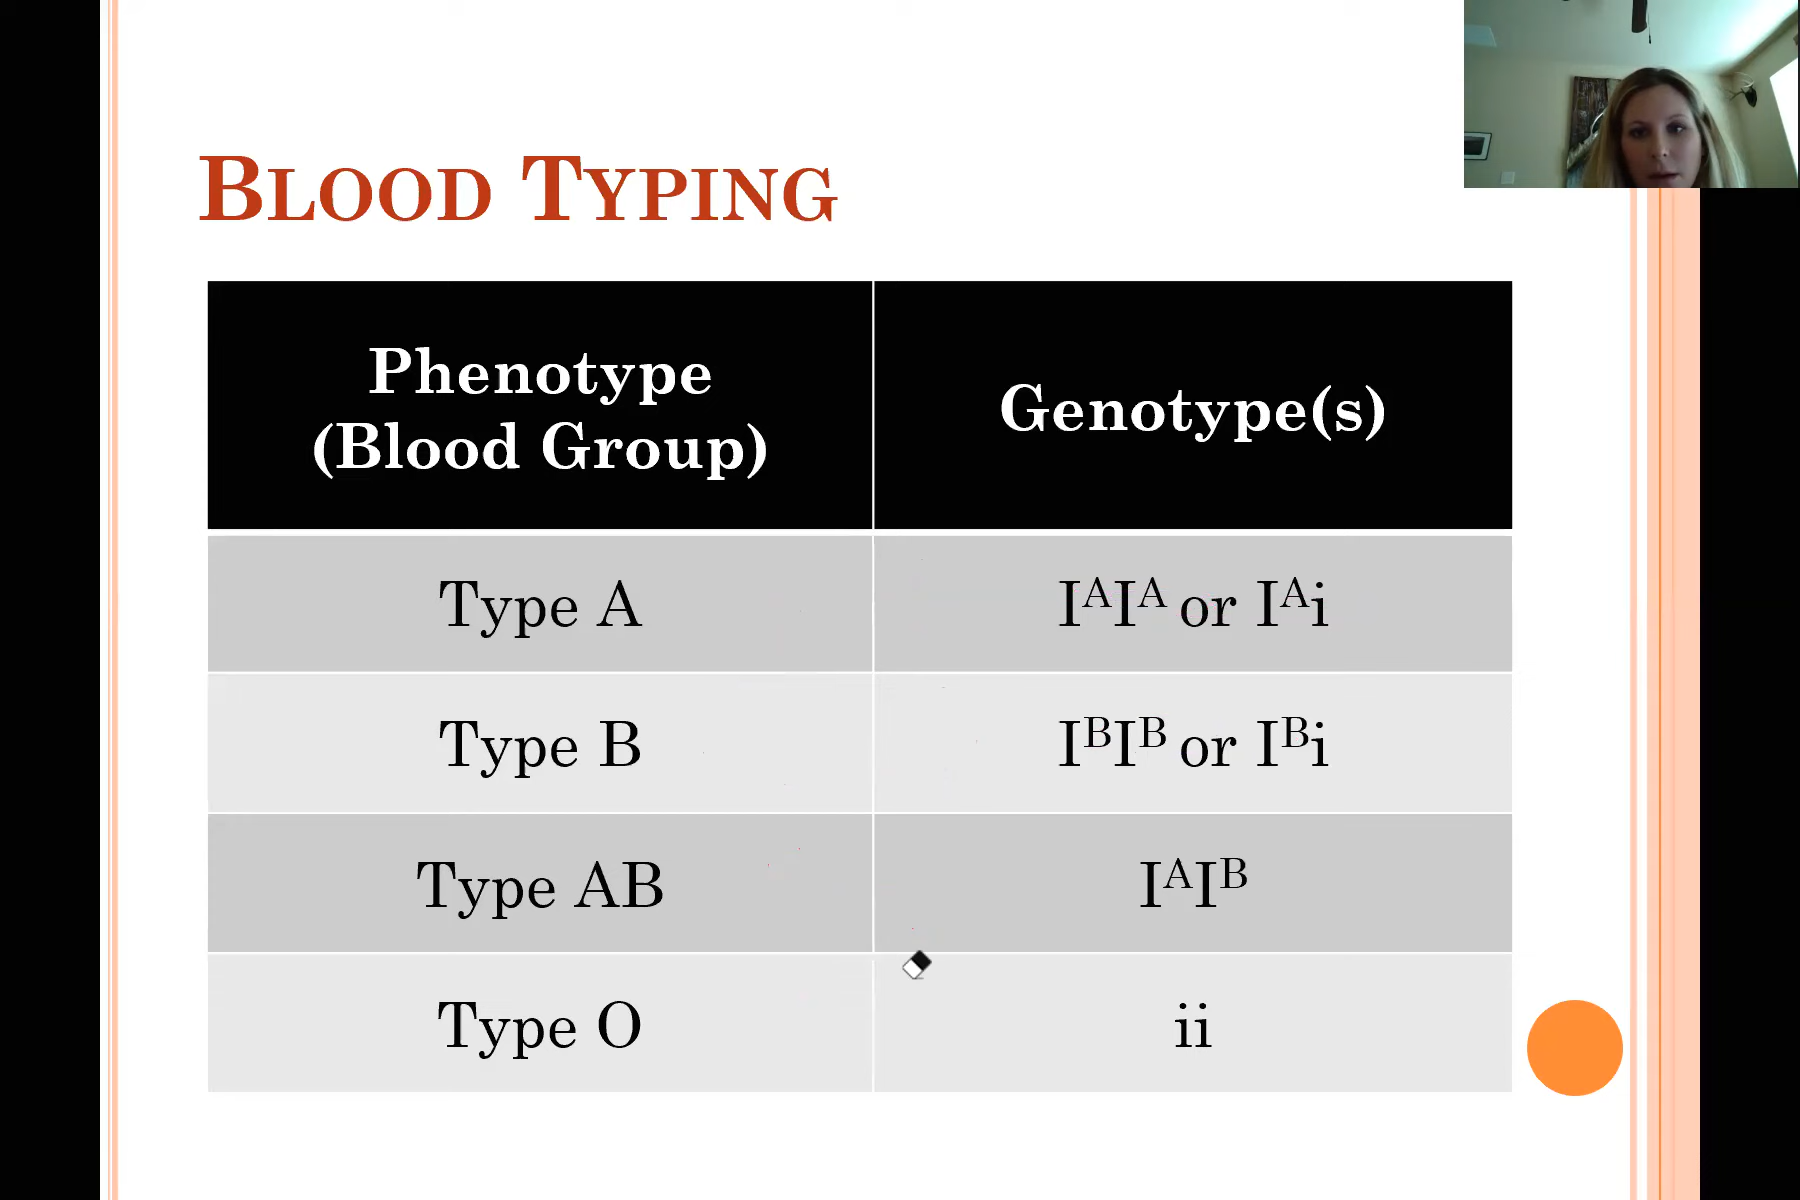 BLOOD TYPING
Phenotype
(Blood Group)
Genotype(s)
Type A
IᴬIᴬ or Iᴬi
Type B
IᴮIᴮ or Iᴮi
Type AB
IᴬIᴮ
Type O
ii